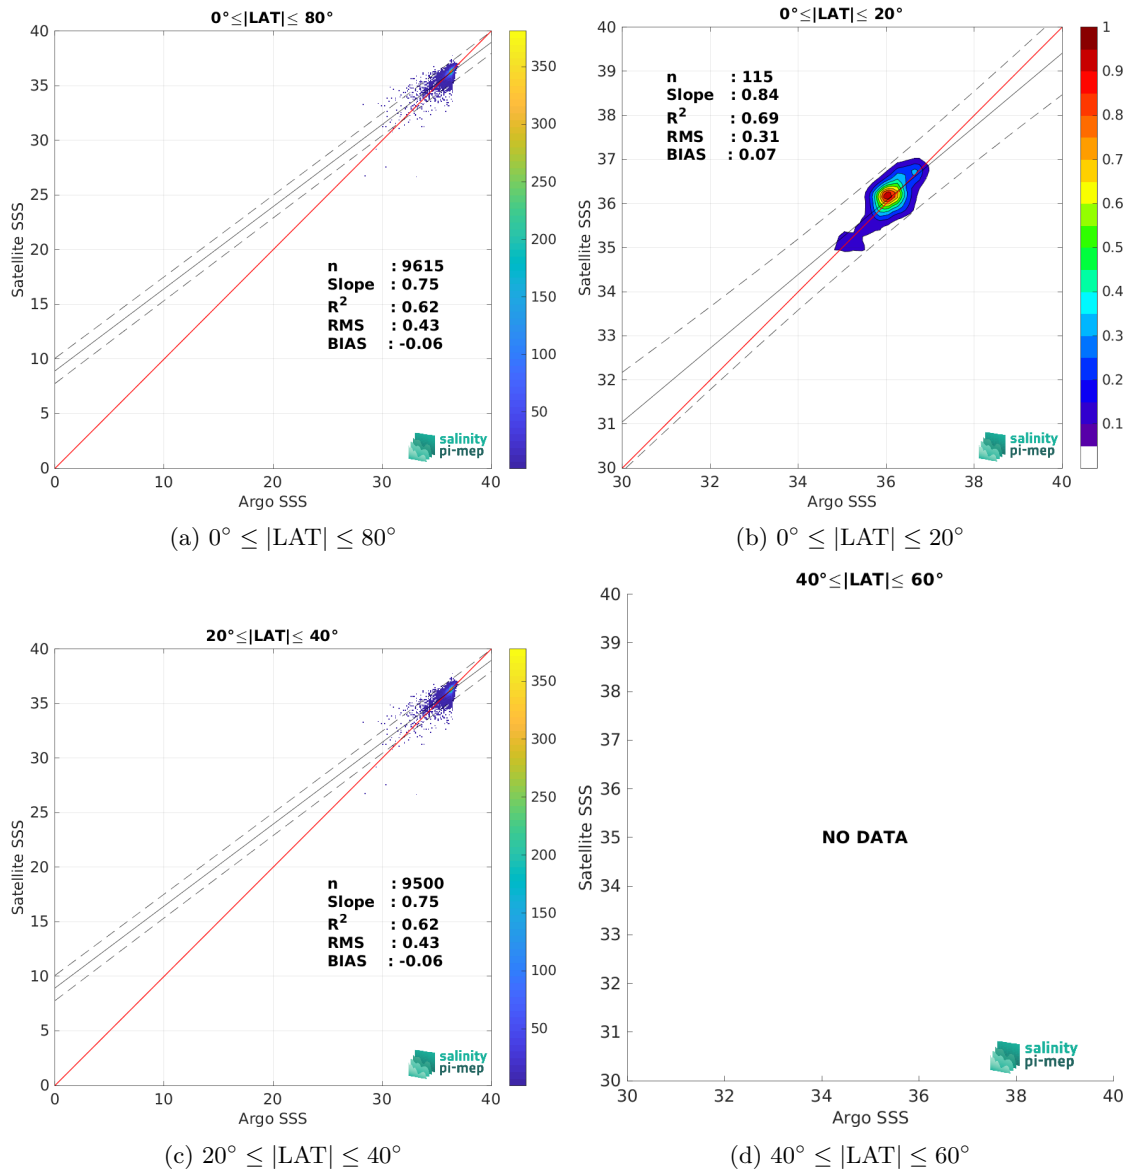 0°≤|LAT|≤ 80°
40
35
30
25
20
15
10
5
0
Satellite SSS
n : 9615
Slope : 0.75
R² : 0.62
RMS : 0.43
BIAS : -0.06
salinity
pi-mep
0 10 20 30 40
Argo SSS
350
300
250
200
150
100
50
(a) 0° ≤ |LAT| ≤ 80°
0°≤|LAT|≤ 20°
40
39
38
37
36
35
34
33
32
31
30
Satellite SSS
n : 115
Slope : 0.84
R² : 0.69
RMS : 0.31
BIAS : 0.07
salinity
pi-mep
30 32 34 36 38 40
Argo SSS
1
0.9
0.8
0.7
0.6
0.5
0.4
0.3
0.2
0.1
(b) 0° ≤ |LAT| ≤ 20°
20°≤|LAT|≤ 40°
40
35
30
25
20
15
10
5
0
Satellite SSS
n : 9500
Slope : 0.75
R² : 0.62
RMS : 0.43
BIAS : -0.06
salinity
pi-mep
0 10 20 30 40
Argo SSS
350
300
250
200
150
100
50
(c) 20° ≤ |LAT| ≤ 40°
40°≤|LAT|≤ 60°
40
39
38
37
36
35
34
33
32
31
30
Satellite SSS
NO DATA
salinity
pi-mep
30 32 34 36 38 40
Argo SSS
(d) 40° ≤ |LAT| ≤ 60°